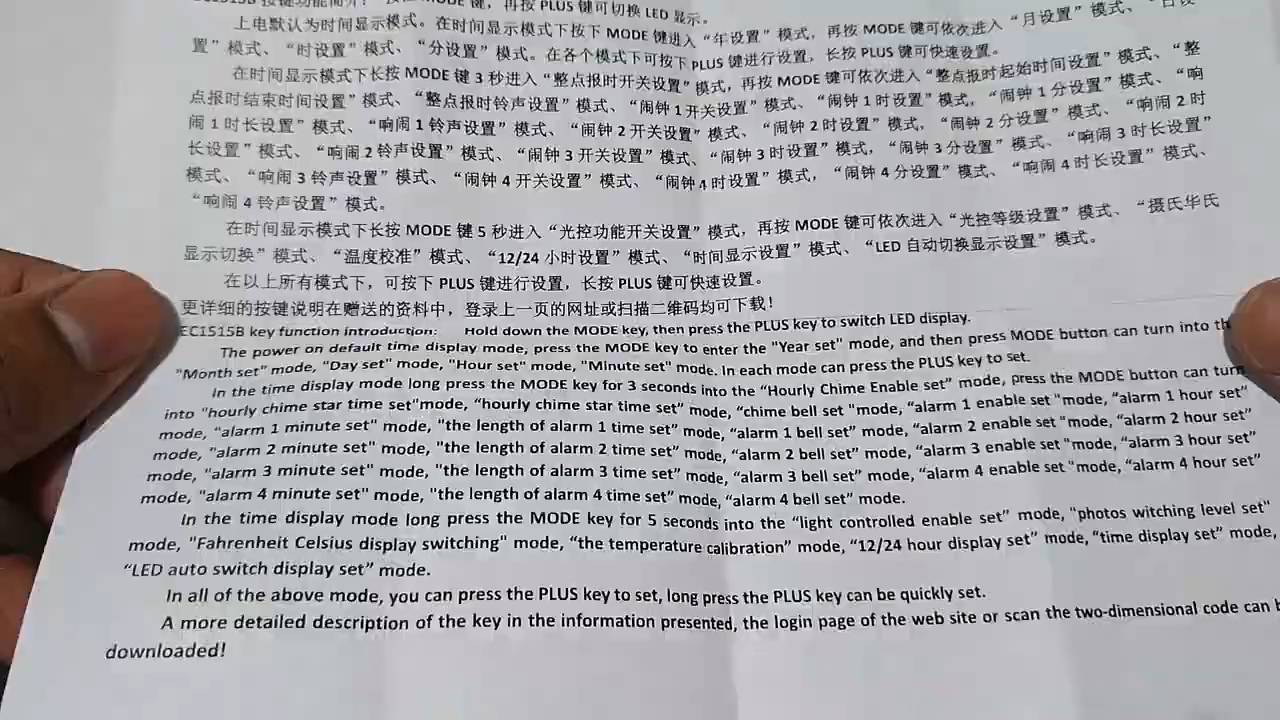 EC1515B 按键功能简介: 按住 MODE 键，再按 PLUS 键可切换 LED 显示。
上电默认为时间显示模式。在时间显示模式下按下 MODE 键进入“年设置”模式，再按 MODE 键可依次进入“月设置”模式、“日设
置”模式、“时设置”模式、“分设置”模式。在各个模式下可按下 PLUS 键进行设置，长按 PLUS 键可快速设置。
在时间显示模式下长按 MODE 键 3 秒进入“整点报时开关设置”模式，再按 MODE 键可依次进入“整点报时起始时间设置”模式、“整
点报时结束时间设置”模式、“整点报时铃声设置”模式、“闹钟 1 开关设置”模式、“闹钟 1 时设置”模式，“闹钟 1 分设置”模式、“响
闹 1 时长设置”模式、“响闹 1 铃声设置”模式、“闹钟 2 开关设置”模式、“闹钟 2 时设置”模式，“闹钟 2 分设置”模式、“响闹 2 时
长设置”模式、“响闹 2 铃声设置”模式、“闹钟 3 开关设置”模式、“闹钟 3 时设置”模式，“闹钟 3 分设置”模式、“响闹 3 时长设置”
模式、“响闹 3 铃声设置”模式、“闹钟 4 开关设置”模式、“闹钟 4 时设置”模式，“闹钟 4 分设置”模式、“响闹 4 时长设置”模式、
“响闹 4 铃声设置”模式。
在时间显示模式下长按 MODE 键 5 秒进入“光控功能开关设置”模式，再按 MODE 键可依次进入“光控等级设置”模式、“摄氏华氏
显示切换”模式、“温度校准”模式、“12/24 小时设置”模式、“时间显示设置”模式、“LED 自动切换显示设置”模式。
在以上所有模式下，可按下 PLUS 键进行设置，长按 PLUS 键可快速设置。
更详细的按键说明在赠送的资料中，登录上一页的网址或扫描二维码均可下载！
EC1515B key function introduction: Hold down the MODE key, then press the PLUS key to switch LED display.
The power on default time display mode, press the MODE key to enter the "Year set" mode, and then press MODE button can turn into th
"Month set" mode, "Day set" mode, "Hour set" mode, "Minute set" mode. In each mode can press the PLUS key to set.
In the time display mode long press the MODE key for 3 seconds into the “Hourly Chime Enable set” mode, press the MODE button can turn
into "hourly chime star time set"mode, “hourly chime star time set” mode, “chime bell set "mode, “alarm 1 enable set "mode, “alarm 1 hour set”
mode, "alarm 1 minute set" mode, "the length of alarm 1 time set” mode, “alarm 1 bell set” mode, “alarm 2 enable set "mode, “alarm 2 hour set”
mode, "alarm 2 minute set" mode, "the length of alarm 2 time set” mode, “alarm 2 bell set” mode, “alarm 3 enable set "mode, “alarm 3 hour set”
mode, "alarm 3 minute set" mode, "the length of alarm 3 time set” mode, “alarm 3 bell set” mode, “alarm 4 enable set "mode, “alarm 4 hour set”
mode, "alarm 4 minute set" mode, "the length of alarm 4 time set” mode, “alarm 4 bell set” mode.
In the time display mode long press the MODE key for 5 seconds into the “light controlled enable set” mode, “photos witching level set"
mode, "Fahrenheit Celsius display switching" mode, “the temperature calibration” mode, “12/24 hour display set” mode, “time display set” mode,
“LED auto switch display set” mode.
In all of the above mode, you can press the PLUS key to set, long press the PLUS key can be quickly set.
A more detailed description of the key in the information presented, the login page of the web site or scan the two-dimensional code can b
downloaded!